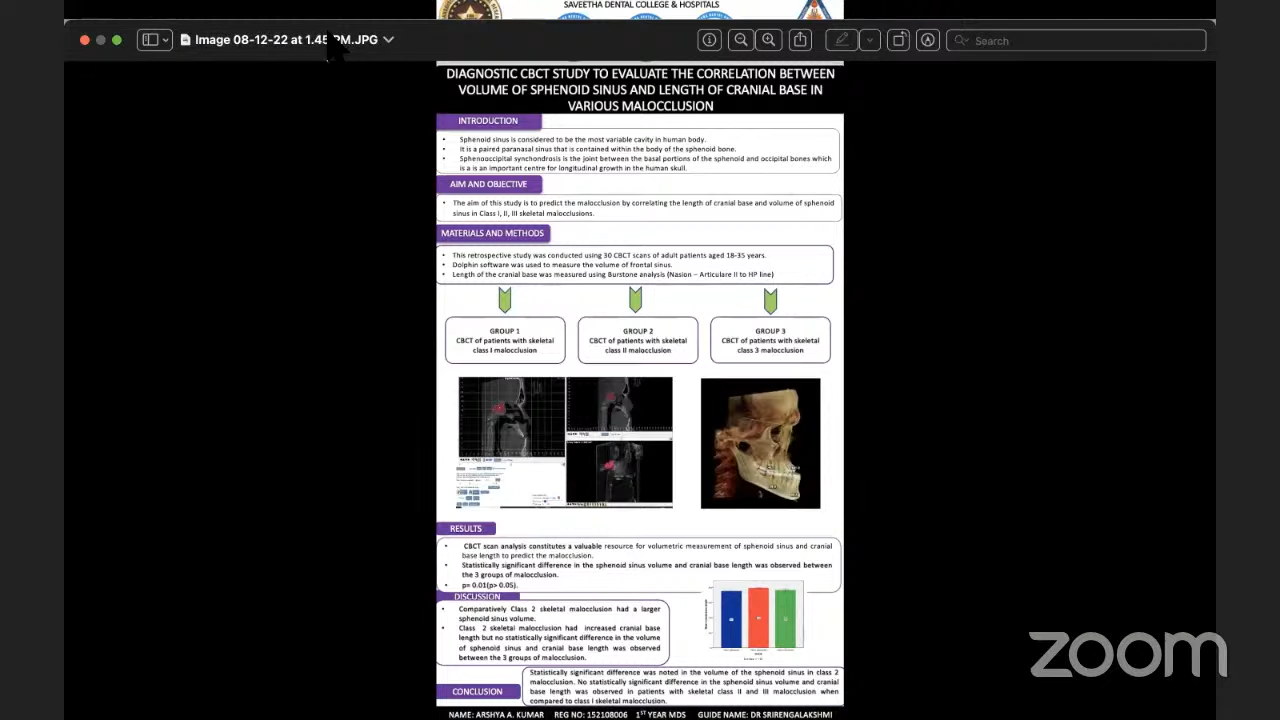 SAVEETHA DENTAL COLLEGE & HOSPITALS
Image 08-12-22 at 1.45 PM.JPG
Search
DIAGNOSTIC CBCT STUDY TO EVALUATE THE CORRELATION BETWEEN
VOLUME OF SPHENOID SINUS AND LENGTH OF CRANIAL BASE IN
VARIOUS MALOCCLUSION
INTRODUCTION
• Sphenoid sinus is considered to be the most variable cavity in human body.
• It is a paired paranasal sinus that is contained within the body of the sphenoid bone.
• Sphenooccipital synchondrosis is the joint between the basal portions of the sphenoid and occipital bones which
is a is an important centre for longitudinal growth in the human skull.
AIM AND OBJECTIVE
• The aim of this study is to predict the malocclusion by correlating the length of cranial base and volume of sphenoid
sinus in Class I, II, III skeletal malocclusions.
MATERIALS AND METHODS
• This retrospective study was conducted using 30 CBCT scans of adult patients aged 18-35 years.
• Dolphin software was used to measure the volume of frontal sinus.
• Length of the cranial base was measured using Burstone analysis (Nasion – Articulare II to HP line)
GROUP 1
CBCT of patients with skeletal
class I malocclusion
GROUP 2
CBCT of patients with skeletal
class II malocclusion
GROUP 3
CBCT of patients with skeletal
class 3 malocclusion
RESULTS
• CBCT scan analysis constitutes a valuable resource for volumetric measurement of sphenoid sinus and cranial
base length to predict the malocclusion.
• Statistically significant difference in the sphenoid sinus volume and cranial base length was observed between
the 3 groups of malocclusion.
• p= 0.01(p> 0.05).
DISCUSSION
• Comparatively Class 2 skeletal malocclusion had a larger
sphenoid sinus volume.
• Class 2 skeletal malocclusion had increased cranial base
length but no statistically significant difference in the volume
of sphenoid sinus and cranial base length was observed
between the 3 groups of malocclusion.
CONCLUSION
Statistically significant difference was noted in the volume of the sphenoid sinus in class 2
malocclusion. No statistically significant difference in the sphenoid sinus volume and cranial
base length was observed in patients with skeletal class II and III malocclusion when
compared to class I skeletal malocclusion.
NAME: ARSHYA A. KUMAR REG NO: 152108006 1ST YEAR MDS GUIDE NAME: DR SRIRENGALAKSHMI
zoom